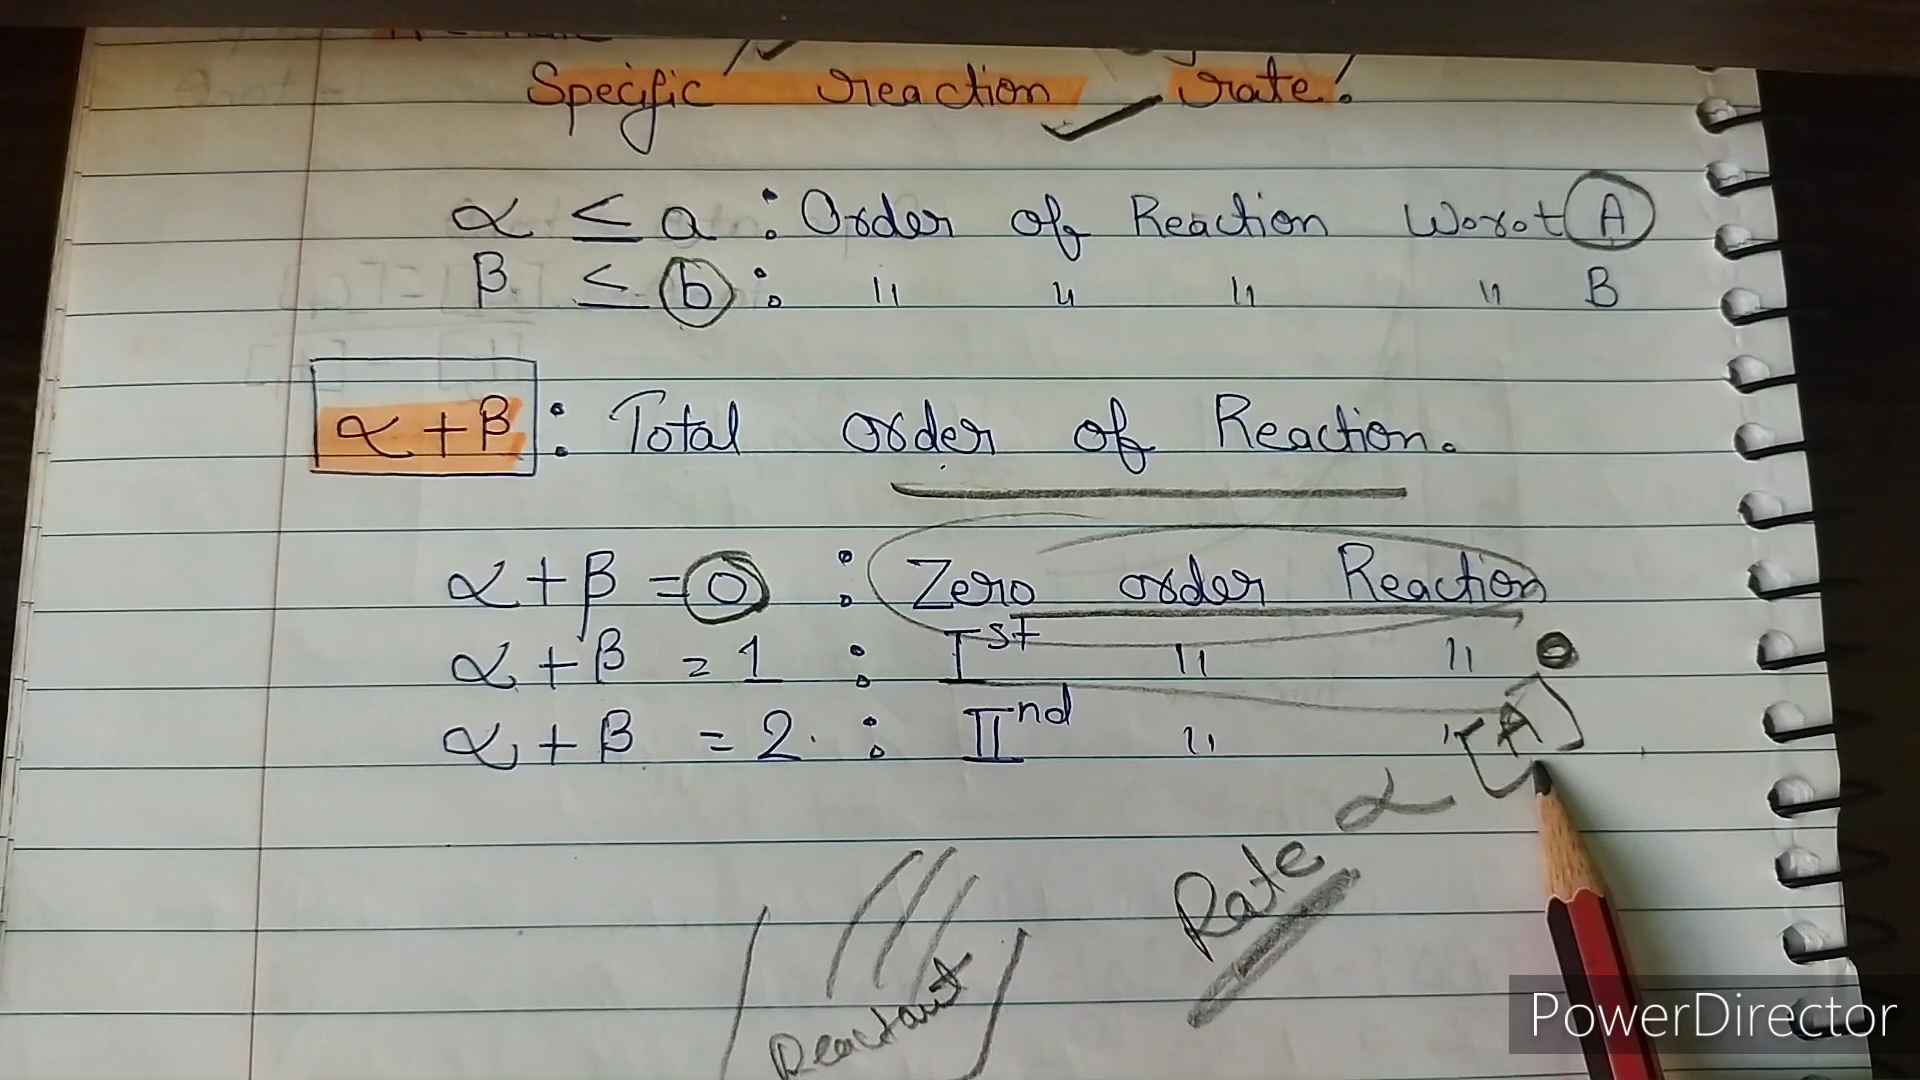 Specific reaction rate.
α ≤ a : Order of Reaction w.r.t A
β ≤ b : " " " " B
α + β : Total order of Reaction.
α + β = 0 : Zero order Reaction
α + β = 1 : Ist " "
α + β = 2 : IInd " "
Rate α [A]
Reactant
PowerDirector